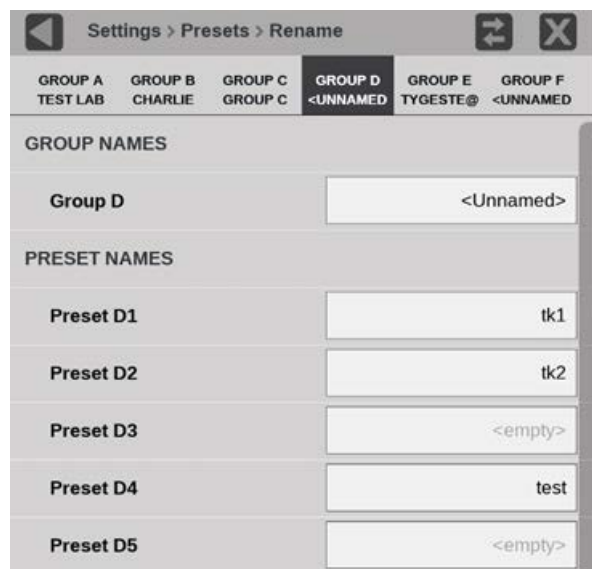 Settings > Presets > Rename
GROUP A GROUP B GROUP C GROUP D GROUP E GROUP F
TEST LAB CHARLIE GROUP C <UNNAMED TYGESTE@ <UNNAMED
GROUP NAMES
Group D <Unnamed>
PRESET NAMES
Preset D1 tk1
Preset D2 tk2
Preset D3 <empty>
Preset D4 test
Preset D5 <empty>